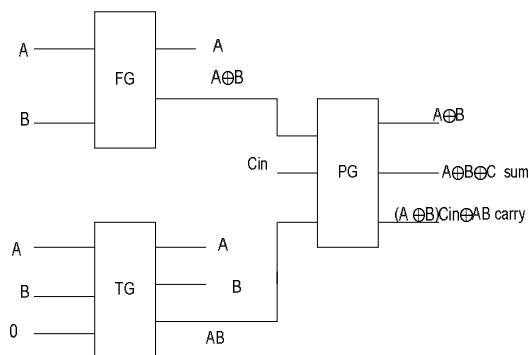 A
A
FG
A⊕B
B
A⊕B
Cin
PG
A⊕B⊕C sum
(A ⊕B)Cin⊕AB carry
A
A
B
TG
B
0
AB